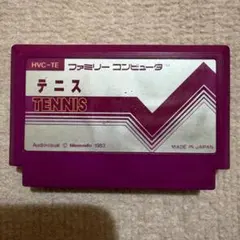 HVC-TE
ファミリー コンピュータ
テニス
TENNIS
Nintendo 1983
MADE IN JAPAN